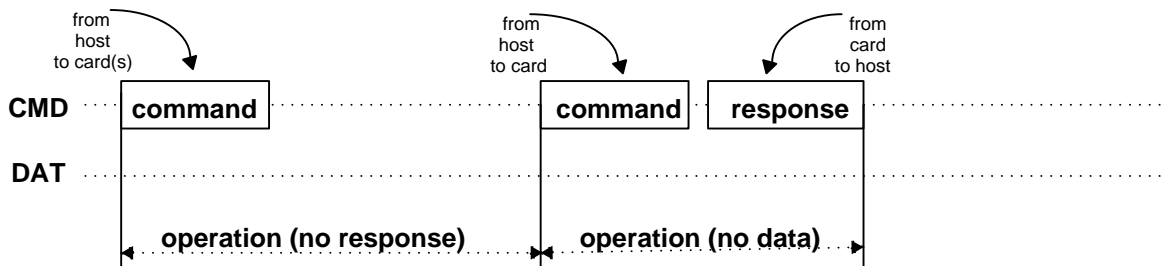 from
host
to card(s)
from
host
to card
from
card
to host
CMD
command
command
response
DAT
operation (no response)
operation (no data)